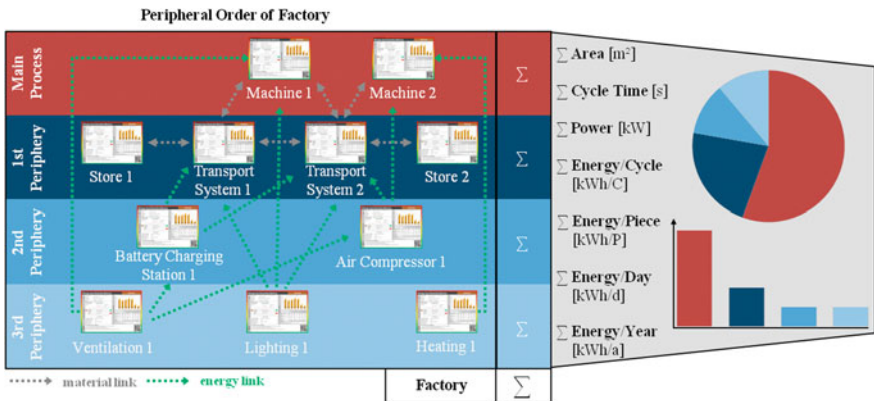 Peripheral Order of Factory
Main
Process
Machine 1
Machine 2
∑
1st
Periphery
Store 1
Transport
System 1
Transport
System 2
Store 2
∑
2nd
Periphery
Battery Charging
Station 1
Air Compressor 1
∑
3rd
Periphery
Ventilation 1
Lighting 1
Heating 1
∑
material link
energy link
Factory
∑
∑ Area [m²]
∑ Cycle Time [s]
∑ Power [kW]
∑ Energy/Cycle
[kWh/C]
∑ Energy/Piece
[kWh/P]
∑ Energy/Day
[kWh/d]
∑ Energy/Year
[kWh/a]